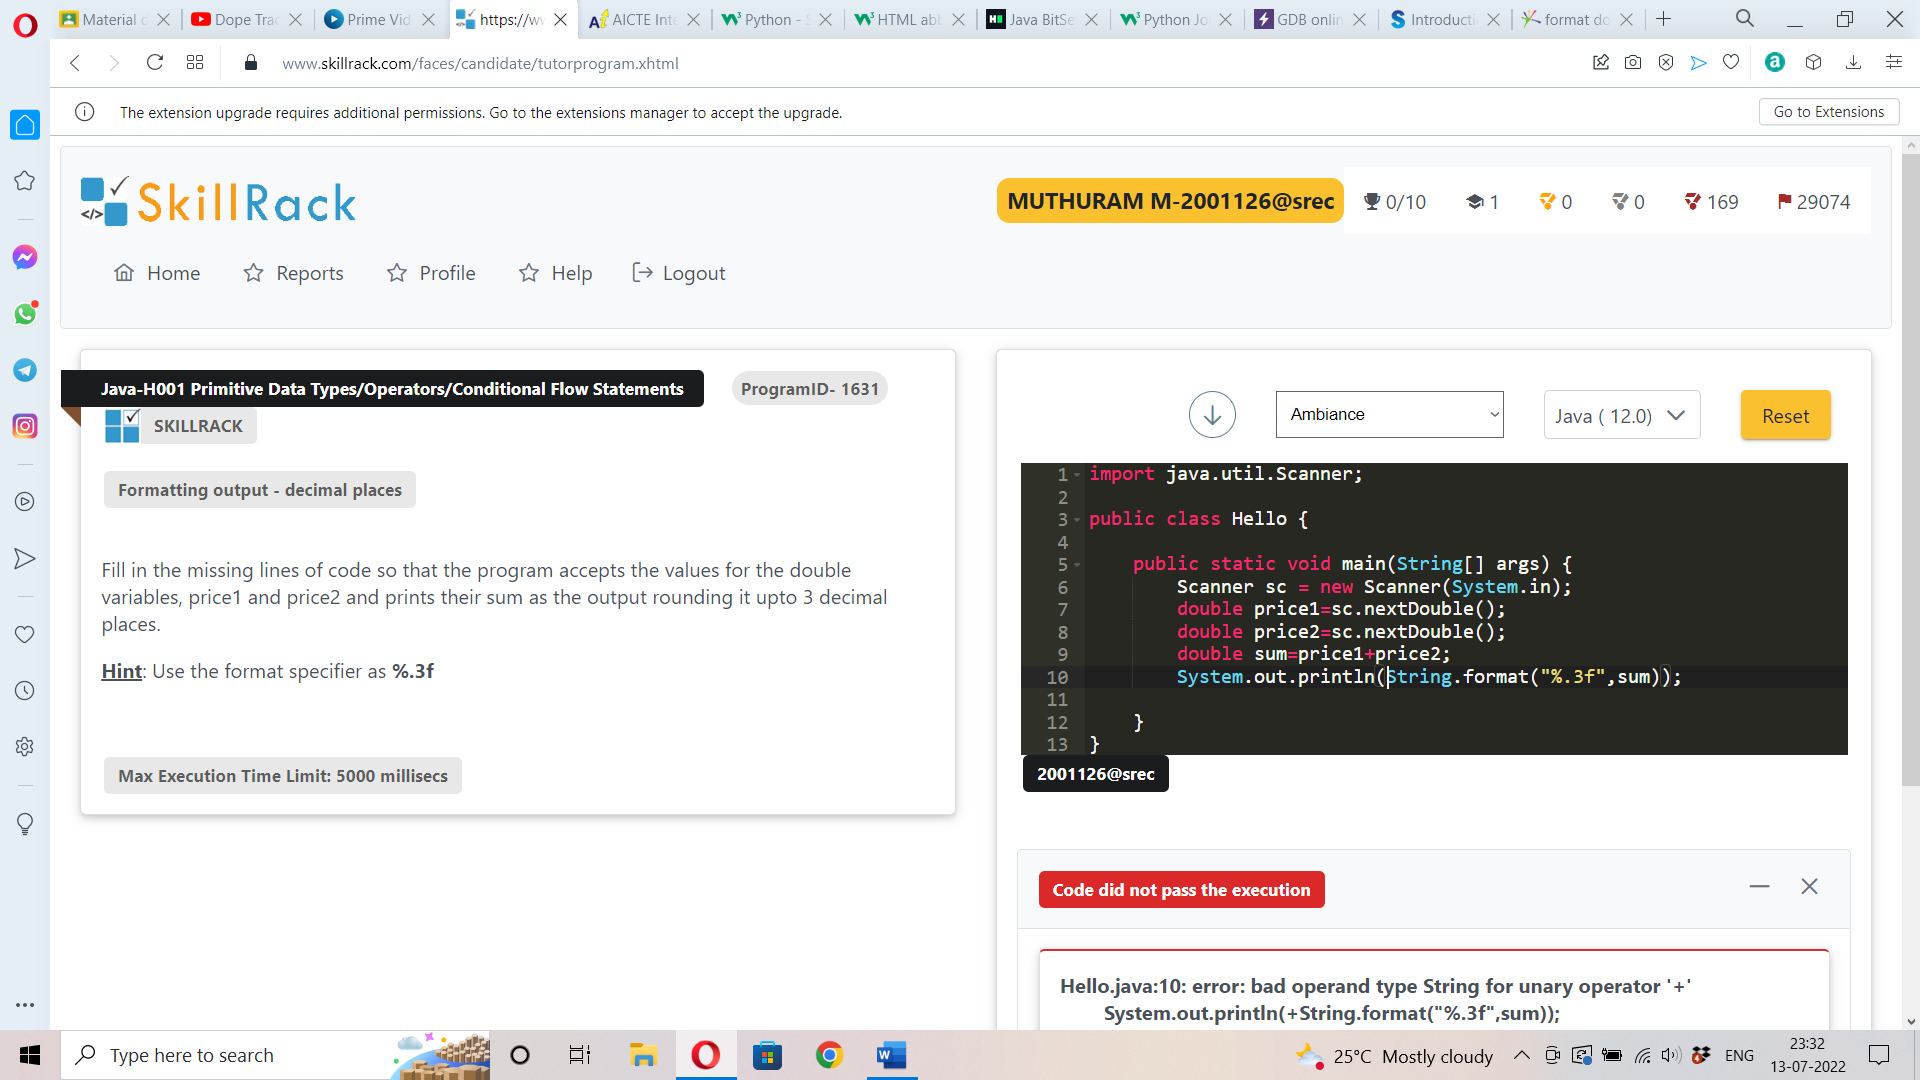 Material
Dope Trac
Prime Vid
https://ww
AICTE Inte
Python -
HTML abl
Java BitSe
Python Jo
GDB onlin
Introducti
format do
www.skillrack.com/faces/candidate/tutorprogram.xhtml
The extension upgrade requires additional permissions. Go to the extensions manager to accept the upgrade.
Go to Extensions
SkillRack
MUTHURAM M-2001126@srec
0/10
1
0
0
169
29074
Home
Reports
Profile
Help
Logout
Java-H001 Primitive Data Types/Operators/Conditional Flow Statements
ProgramID- 1631
SKILLRACK
Formatting output - decimal places
Fill in the missing lines of code so that the program accepts the values for the double
variables, price1 and price2 and prints their sum as the output rounding it upto 3 decimal
places.
Hint: Use the format specifier as %.3f
Max Execution Time Limit: 5000 millisecs
Ambiance
Java ( 12.0)
Reset
1 import java.util.Scanner;
2
3 public class Hello {
4
5 public static void main(String[] args) {
6 Scanner sc = new Scanner(System.in);
7 double price1=sc.nextDouble();
8 double price2=sc.nextDouble();
9 double sum=price1+price2;
10 System.out.println(String.format("%.3f",sum));
11
12 }
13 }
2001126@srec
Code did not pass the execution
Hello.java:10: error: bad operand type String for unary operator '+'
System.out.println(+String.format("%.3f",sum));
Type here to search
25°C Mostly cloudy
ENG
23:32
13-07-2022